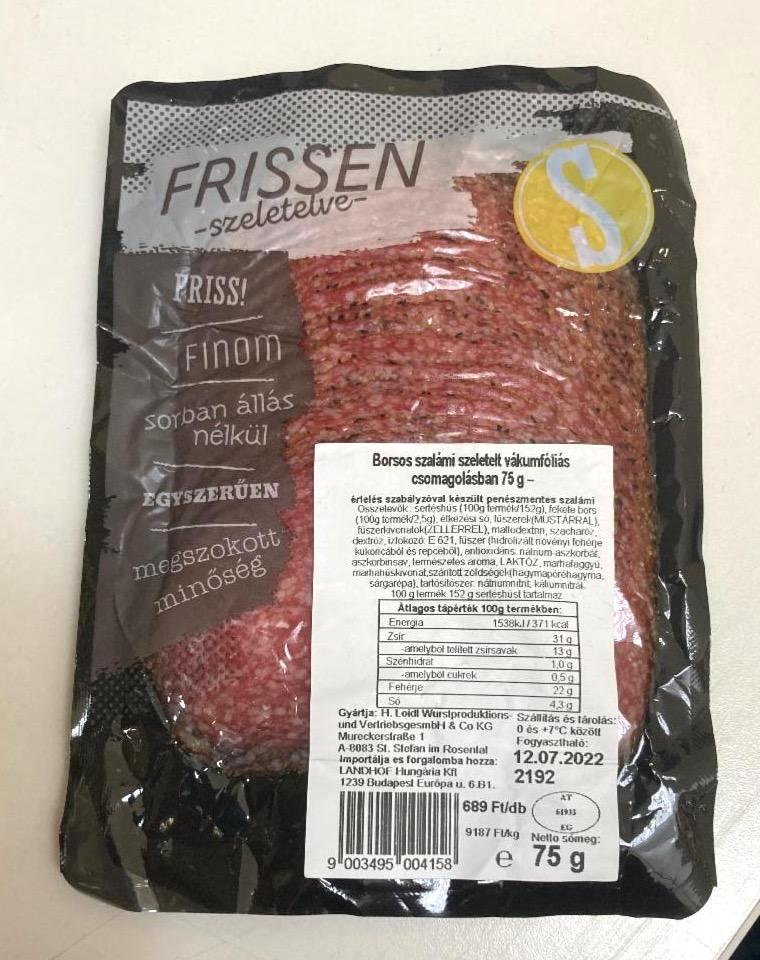 FRISSEN
-szeletelve-
S
FRISS!
FINOM
sorban állás
nélkül
EGYSZERŰEN
megszokott
minőség
Borsos szalámi szeletelt vákumfóliás
csomagolásban 75 g –
érlelés szabályzóval készült penészmentes szalámi
Összetevők: sertéshús (100g termék/152g), fekete bors
(100g termék/2,5g), étkezési só, fűszerek(MUSTÁRRAL),
fűszerkivonatok(ZELLERREL), maltodextrin, szacharóz,
dextróz, ízfokozó: E 621, fűszer (hidrolizált növényi fehérje
kukoricából és repcéből), antioxidáns: nátrium-aszkorbát,
aszkorbinsav, természetes aroma, LAKTÓZ, marhafaggyú,
marhahúskivonat,szárított zöldségek(hagymapóréhagyma,
sárgarépa), tartósítószer: nátriumnitrit, káliumnitrát.
100 g termék 152 g sertéshúst tartalmaz
Átlagos tápérték 100g termékben:
Energia 1538kJ / 371 kcal
Zsír 31 g
-amelyből telített zsírsavak 13 g
Szénhidrát 1,0 g
-amelyből cukrok 0,5 g
Fehérje 22 g
Só 4,3 g
Gyártja: H. Loidl Wurstproduktions-
und VertriebsgesmbH & Co KG
Mureckerstraße 1
A-8083 St. Stefan im Rosental
Importálja és forgalomba hozza:
LANDHOF Hungária Kft
1239 Budapest Európa u. 6.B1.
Szállítás és tárolás:
0 és +7°C között
Fogyasztható:
12.07.2022
2192
689 Ft/db
9187 Ft/kg
AT
61933
EG
Nettó sömeg:
e 75 g
9 003495 004158